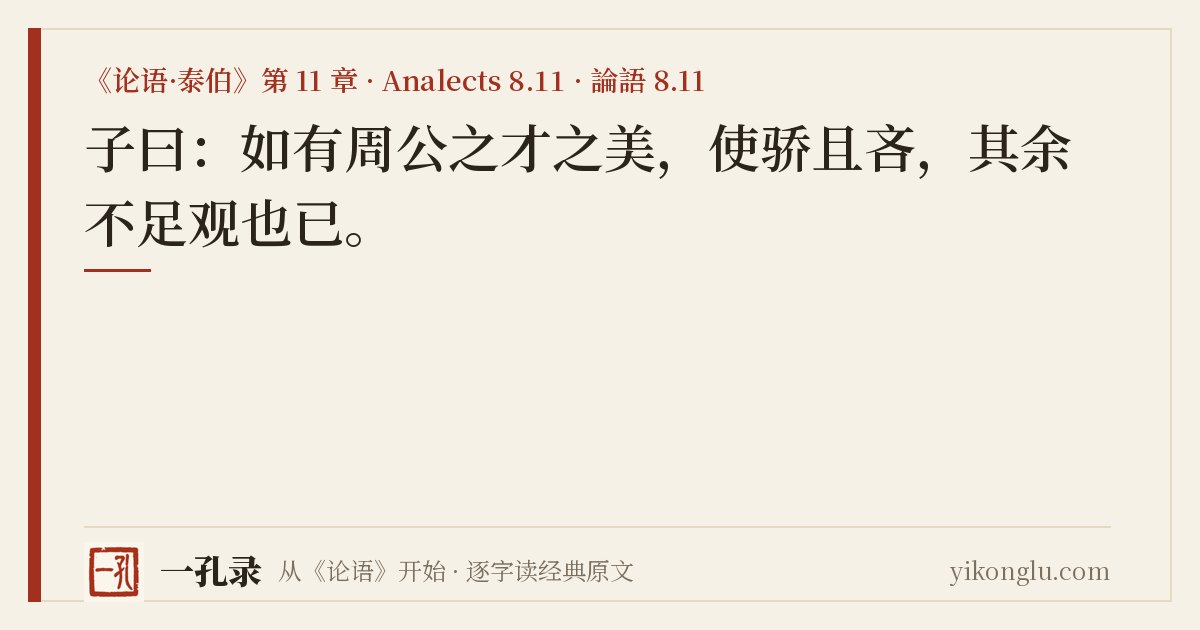 《论语·泰伯》第 11 章 · Analects 8.11 · 論語 8.11
子曰：如有周公之才之美，使骄且吝，其余
不足观也已。
一孔
一孔录 从《论语》开始 · 逐字读经典原文 yikonglu.com